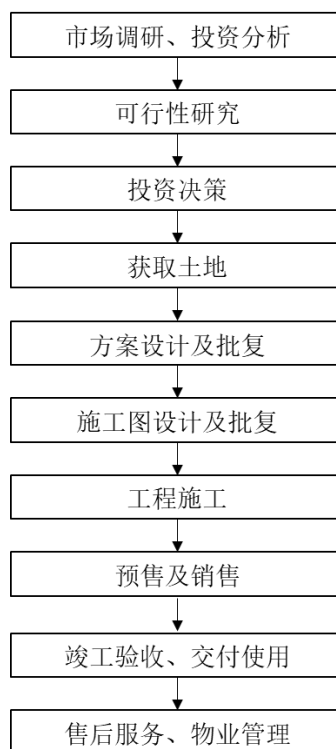 市场调研、投资分析
可行性研究
投资决策
获取土地
方案设计及批复
施工图设计及批复
工程施工
预售及销售
竣工验收、交付使用
售后服务、物业管理